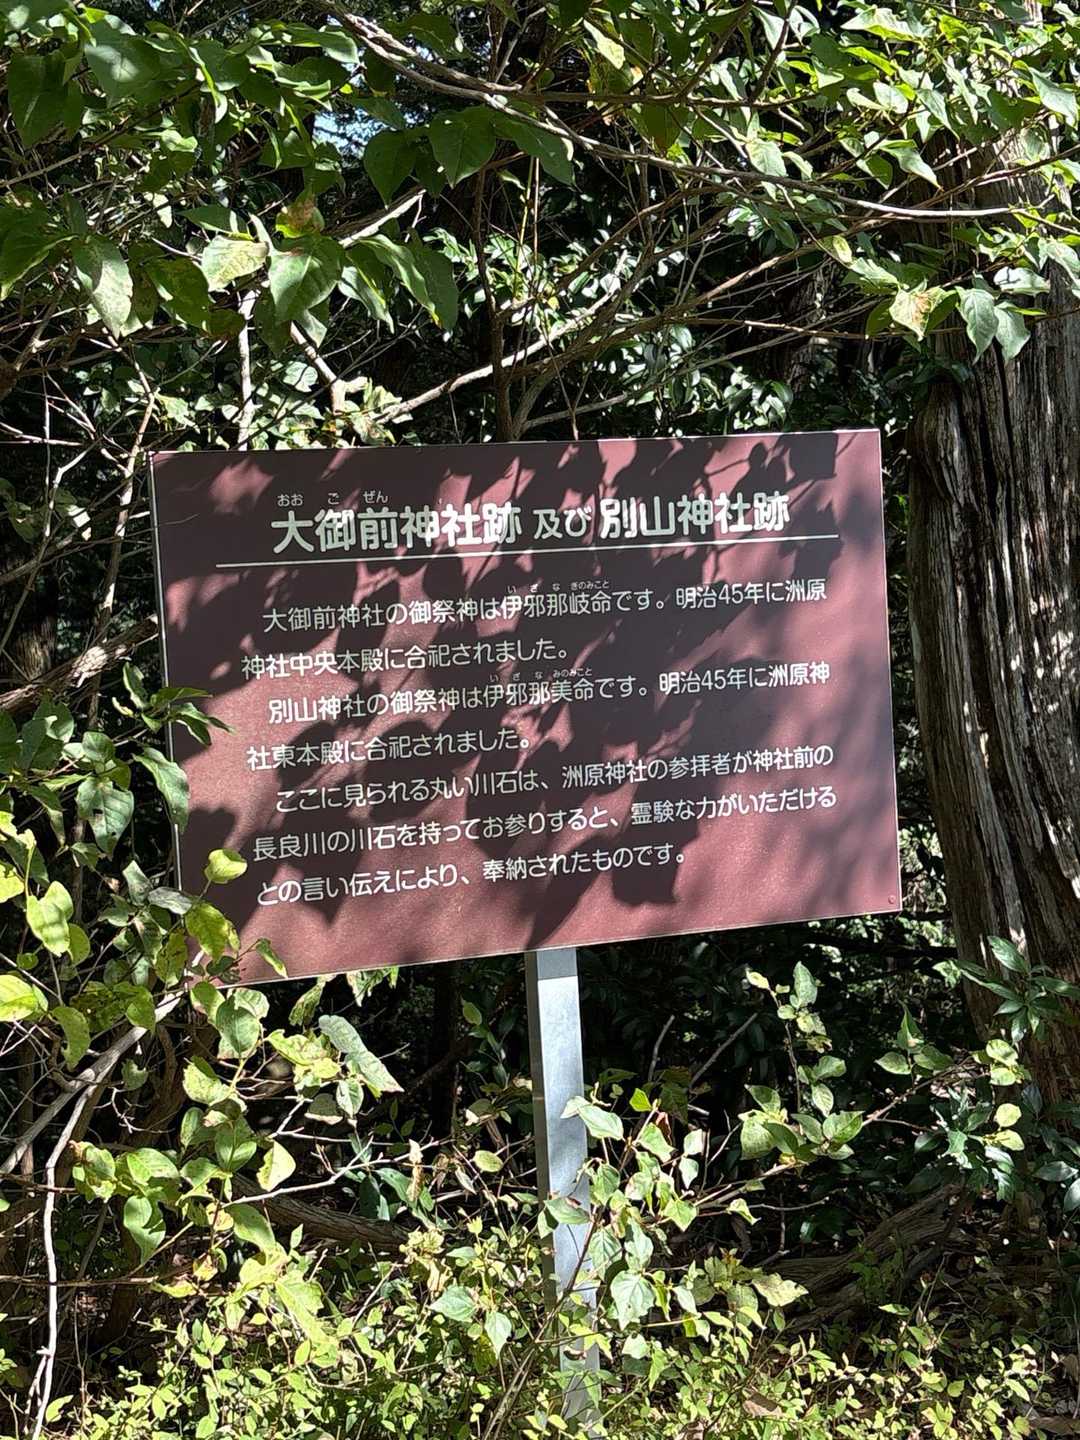 おおごぜん
大御前神社跡 及び 別山神社跡
いざなぎのみこと
大御前神社の御祭神は伊邪那岐命です。明治45年に洲原
神社中央本殿に合祀されました。
いざなみのみこと
別山神社の御祭神は伊邪那美命です。明治45年に洲原神
社東本殿に合祀されました。
ここに見られる丸い川石は、洲原神社の参拝者が神社前の
長良川の川石を持ってお参りすると、霊験な力がいただける
との言い伝えにより、奉納されたものです。